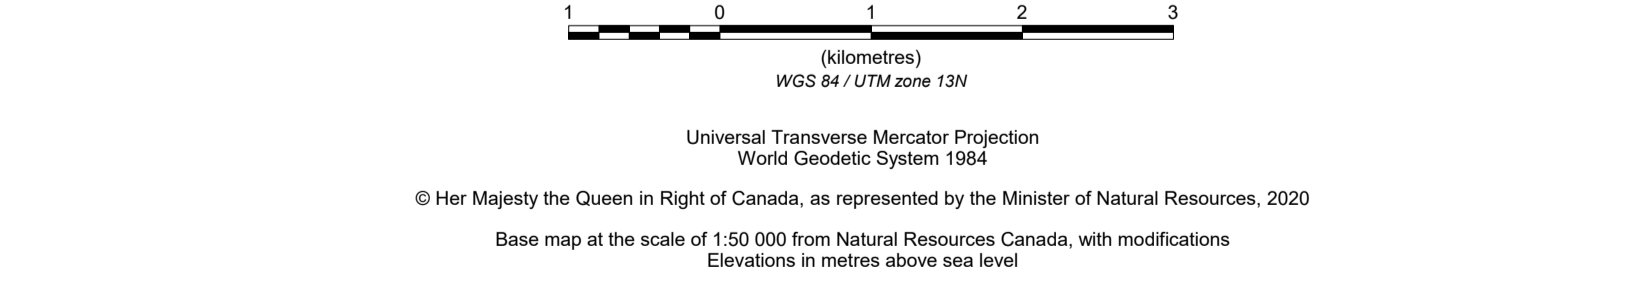 1 0 1 2 3
(kilometres)
WGS 84 / UTM zone 13N
Universal Transverse Mercator Projection
World Geodetic System 1984
© Her Majesty the Queen in Right of Canada, as represented by the Minister of Natural Resources, 2020
Base map at the scale of 1:50 000 from Natural Resources Canada, with modifications
Elevations in metres above sea level